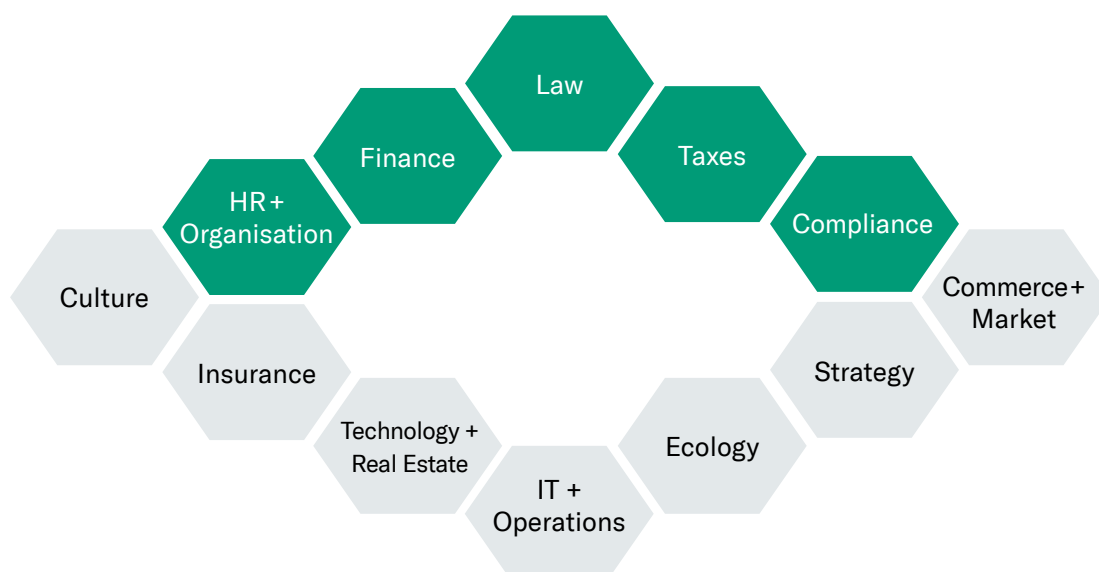 Law
Finance
Taxes
HR+
Organisation
Compliance
Culture
Commerce+
Market
Insurance
Strategy
Technology +
Real Estate
Ecology
IT +
Operations